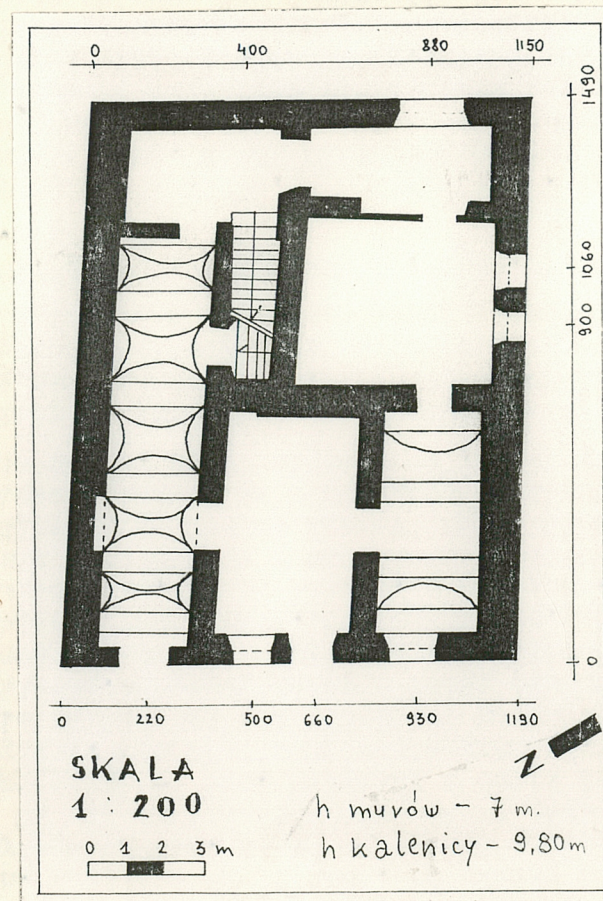 0 400 880 1150
1490
1060
900
0
0 220 500 660 930 1190
SKALA
1 : 200
0 1 2 3 m
N
h murów - 7 m.
h kalenicy - 9,80 m